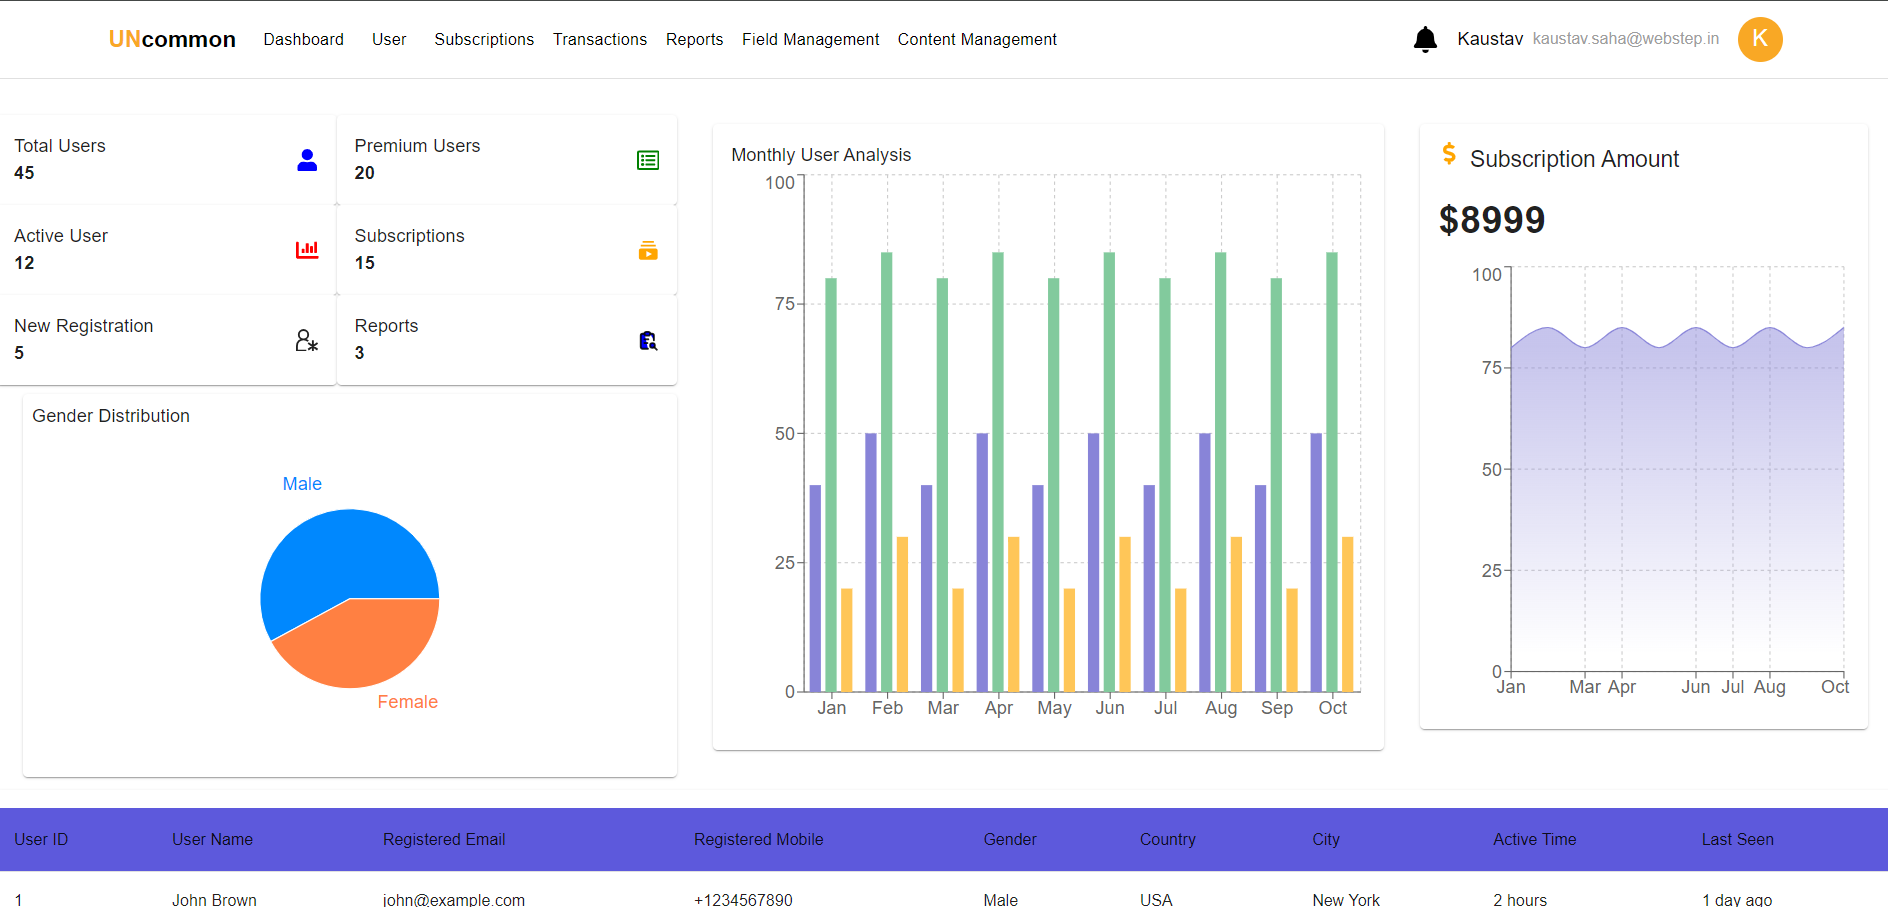 UNcommon Dashboard User Subscriptions Transactions Reports Field Management Content Management Kaustav kaustav.saha@webstep.in K
Total Users
45
Premium Users
20
Active User
12
Subscriptions
15
New Registration
5
Reports
3
Gender Distribution
Male
Female
Monthly User Analysis
100
75
50
25
0
Jan Feb Mar Apr May Jun Jul Aug Sep Oct
$ Subscription Amount
$8999
100
75
50
25
0
Jan Mar Apr Jun Jul Aug Oct
User ID User Name Registered Email Registered Mobile Gender Country City Active Time Last Seen
1 John Brown john@example.com +1234567890 Male USA New York 2 hours 1 day ago